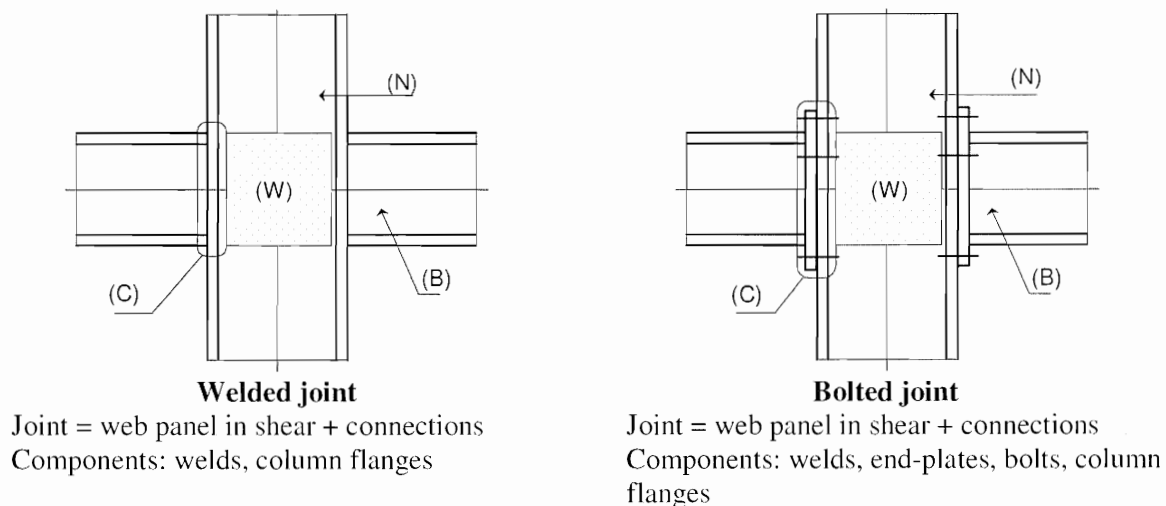 (N)
(W)
(C)
(B)
Welded joint
Joint = web panel in shear + connections
Components: welds, column flanges
(N)
(W)
(C)
(B)
Bolted joint
Joint = web panel in shear + connections
Components: welds, end-plates, bolts, column
flanges